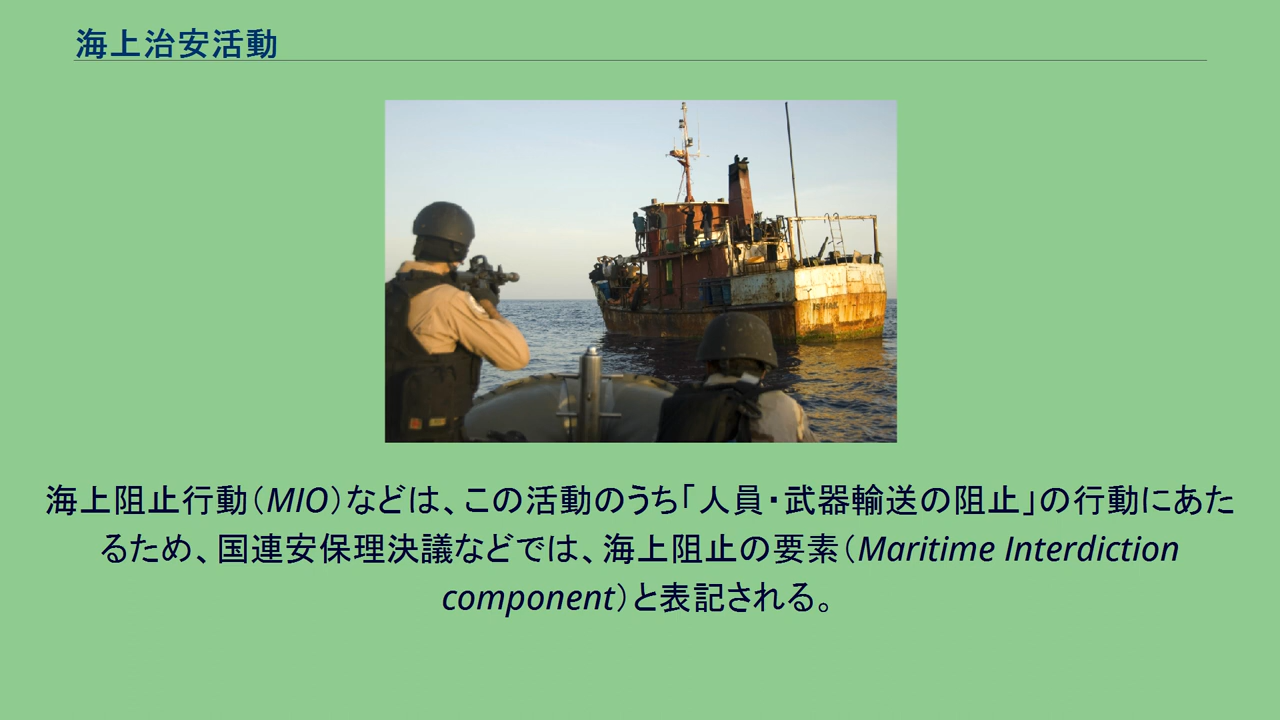 海上治安活動
海上阻止行動（MIO）などは、この活動のうち「人員・武器輸送の阻止」の行動にあた
るため、国連安保理決議などでは、海上阻止の要素（Maritime Interdiction
component）と表記される。